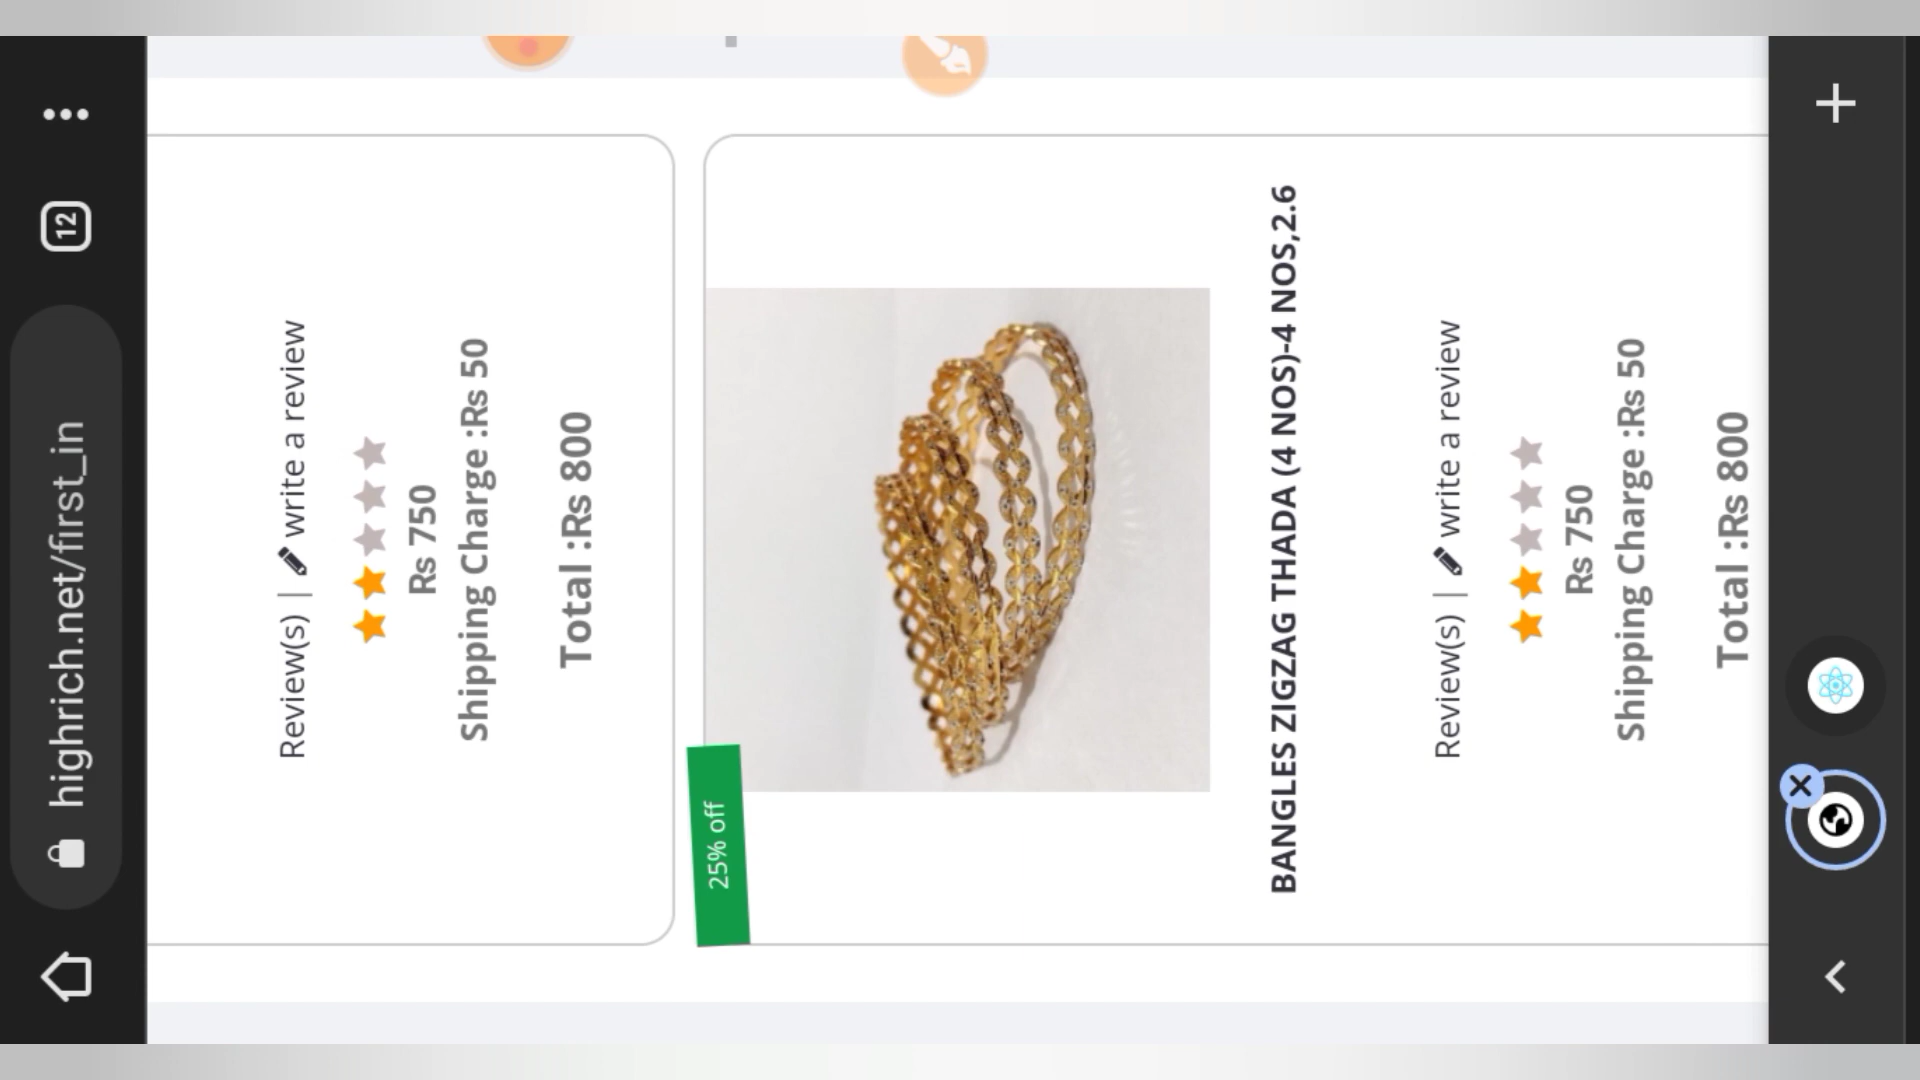 highrich.net/first_in
12
Review(s) | write a review
Rs 750
Shipping Charge :Rs 50
Total :Rs 800
25% off
BANGLES ZIGZAG THADA (4 NOS)-4 NOS,2.6
Review(s) | write a review
Rs 750
Shipping Charge :Rs 50
Total :Rs 800